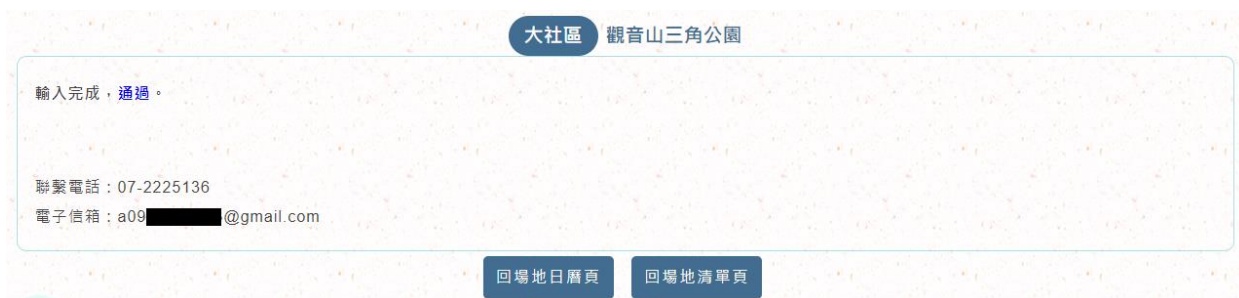 大社區 觀音山三角公園
輸入完成，通過。
聯繫電話：07-2225136
電子信箱：a09@gmail.com
回場地日曆頁 回場地清單頁